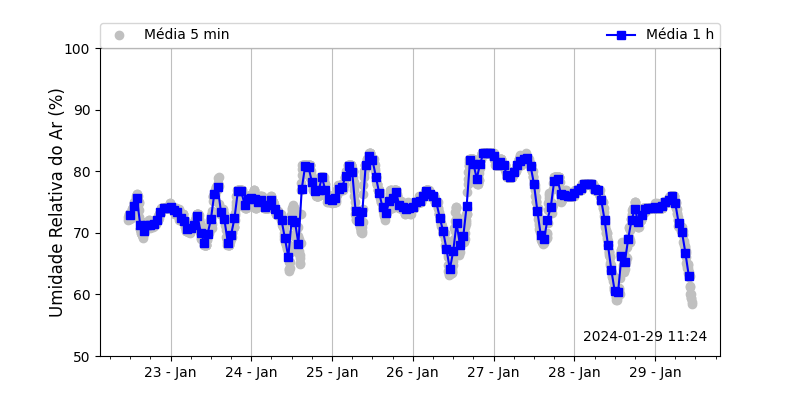 Média 5 min
Média 1 h
Umidade Relativa do Ar (%)
100
90
80
70
60
50
2024-01-29 11:24
23 - Jan
24 - Jan
25 - Jan
26 - Jan
27 - Jan
28 - Jan
29 - Jan